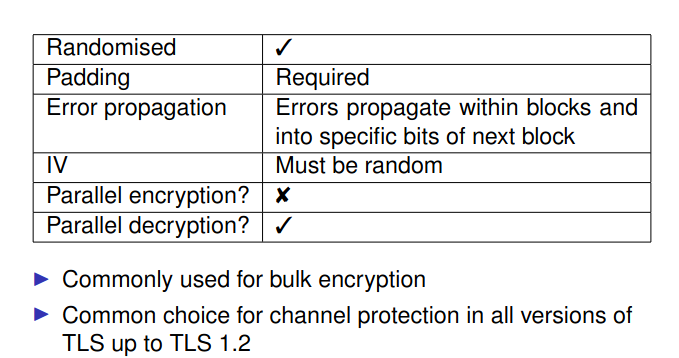 Randomised ✓
Padding Required
Error propagation Errors propagate within blocks and
into specific bits of next block
IV Must be random
Parallel encryption? ✘
Parallel decryption? ✓
▶ Commonly used for bulk encryption
▶ Common choice for channel protection in all versions of
TLS up to TLS 1.2